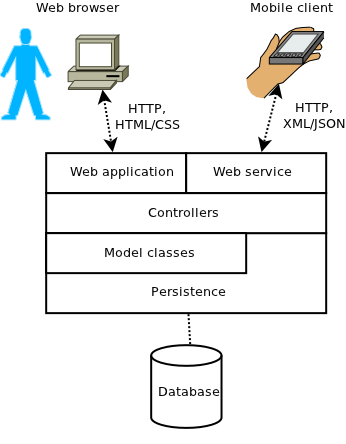 Web browser
Mobile client
HTTP,
HTML/CSS
HTTP,
XML/JSON
Web application
Web service
Controllers
Model classes
Persistence
Database